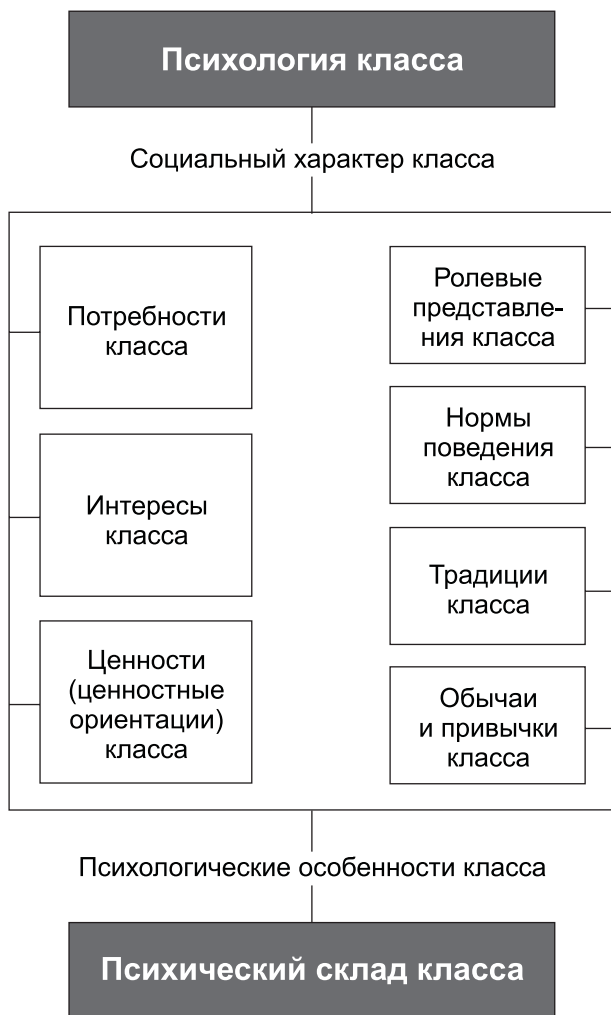 Психология класса
Социальный характер класса
Потребности
класса
Интересы
класса
Ценности
(ценностные
ориентации)
класса
Ролевые
представле-
ния класса
Нормы
поведения
класса
Традиции
класса
Обычаи
и привычки
класса
Психологические особенности класса
Психический склад класса